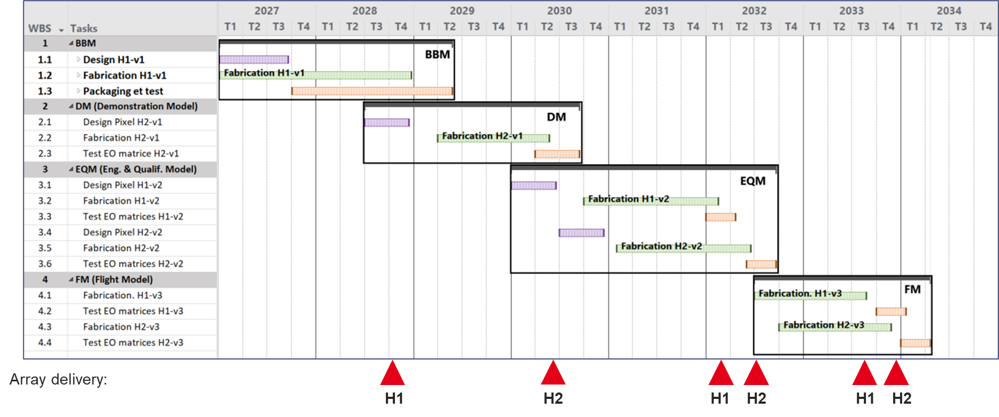 2027 2028 2029 2030 2031 2032 2033 2034
WBS Tasks T1 T2 T3 T4 T1 T2 T3 T4 T1 T2 T3 T4 T1 T2 T3 T4 T1 T2 T3 T4 T1 T2 T3 T4 T1 T2 T3 T4 T1 T2 T3 T4
1 BBM
BBM
1.1 Design H1-v1
1.2 Fabrication H1-v1 Fabrication H1-v1
1.3 Packaging et test
2 DM (Demonstration Model)
DM
2.1 Design Pixel H2-v1
2.2 Fabrication H2-v1 Fabrication H2-v1
2.3 Test EO matrice H2-v1
3 EQM (Eng. & Qualif. Model)
EQM
3.1 Design Pixel H1-v2
3.2 Fabrication H1-v2 Fabrication H1-v2
3.3 Test EO matrices H1-v2
3.4 Design Pixel H2-v2
3.5 Fabrication H2-v2 Fabrication H2-v2
3.6 Test EO matrices H2-v2
4 FM (Flight Model)
FM
4.1 Fabrication. H1-v3 Fabrication. H1-v3
4.2 Test EO matrices H1-v3
4.3 Fabrication H2-v3 Fabrication H2-v3
4.4 Test EO matrices H2-v3
Array delivery:
H1 H2 H1 H2 H1 H2